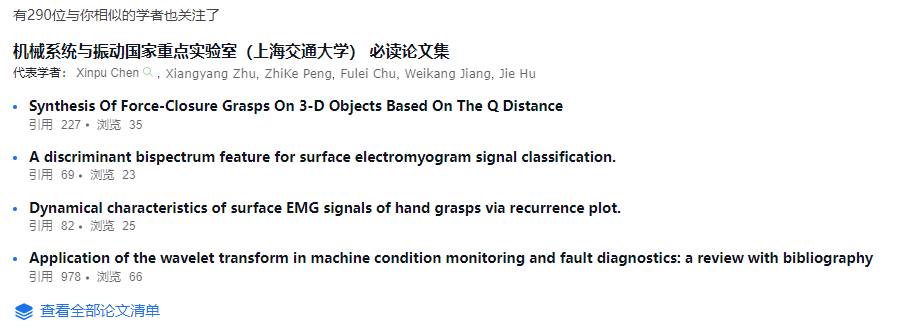 有290位与你相似的学者也关注了
机械系统与振动国家重点实验室（上海交通大学） 必读论文集
代表学者： Xinpu Chen , Xiangyang Zhu, ZhiKe Peng, Fulei Chu, Weikang Jiang, Jie Hu
• Synthesis Of Force-Closure Grasps On 3-D Objects Based On The Q Distance
引用 227 • 浏览 35
• A discriminant bispectrum feature for surface electromyogram signal classification.
引用 69 • 浏览 23
• Dynamical characteristics of surface EMG signals of hand grasps via recurrence plot.
引用 82 • 浏览 25
• Application of the wavelet transform in machine condition monitoring and fault diagnostics: a review with bibliography
引用 978 • 浏览 66
查看全部论文清单